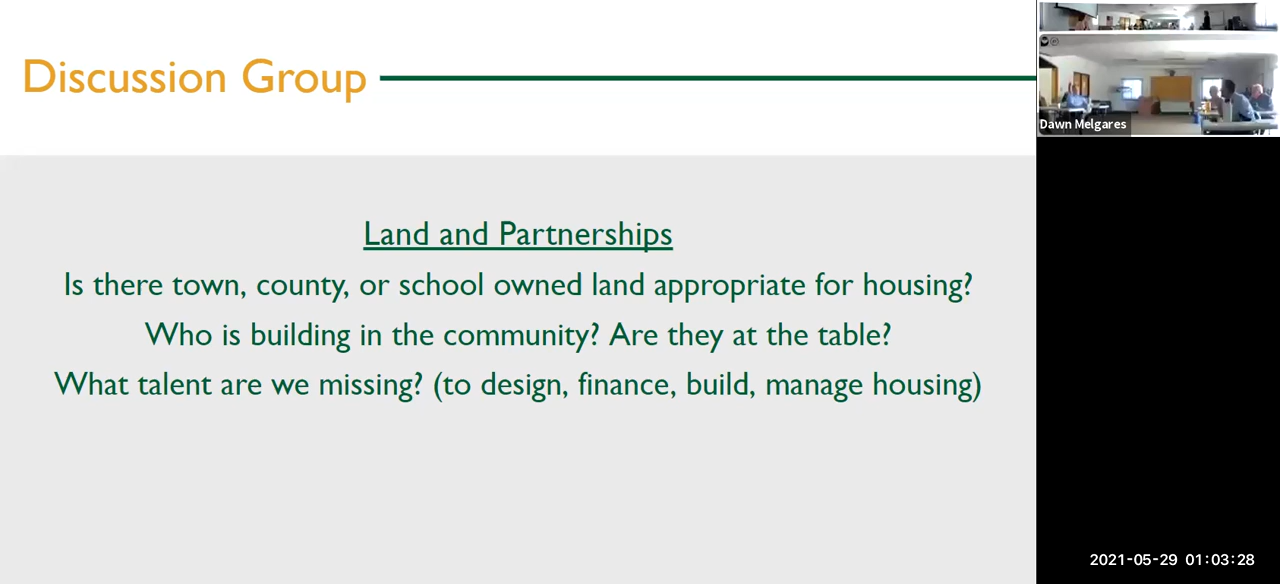 Discussion Group
Land and Partnerships
Is there town, county, or school owned land appropriate for housing?
Who is building in the community? Are they at the table?
What talent are we missing? (to design, finance, build, manage housing)
Dawn Melgares
2021-05-29 01:03:28